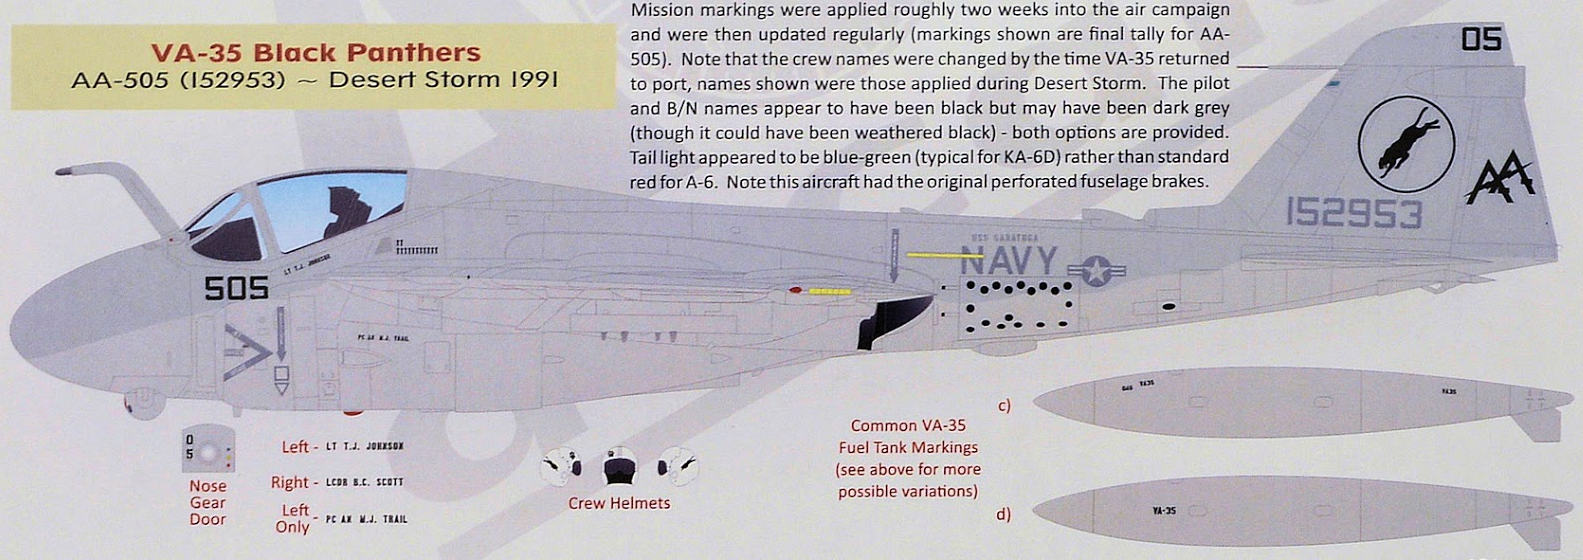 VA-35 Black Panthers
AA-505 (152953) ~ Desert Storm 1991
Mission markings were applied roughly two weeks into the air campaign
and were then updated regularly (markings shown are final tally for AA-
505). Note that the crew names were changed by the time VA-35 returned
to port, names shown were those applied during Desert Storm. The pilot
and B/N names appear to have been black but may have been dark grey
(though it could have been weathered black) - both options are provided.
Tail light appeared to be blue-green (typical for KA-6D) rather than standard
red for A-6. Note this aircraft had the original perforated fuselage brakes.
05
AA
152953
USS SARATOGA
NAVY
LT T.J. JOHNSON
505
PC AN M.J. TRAIL
0
5
Nose
Gear
Door
Left - LT T.J. JOHNSON
Right - LCDR B.C. SCOTT
Left
Only - PC AN M.J. TRAIL
Crew Helmets
Common VA-35
Fuel Tank Markings
(see above for more
possible variations)
c)
VA35
VA35
d)
VA-35